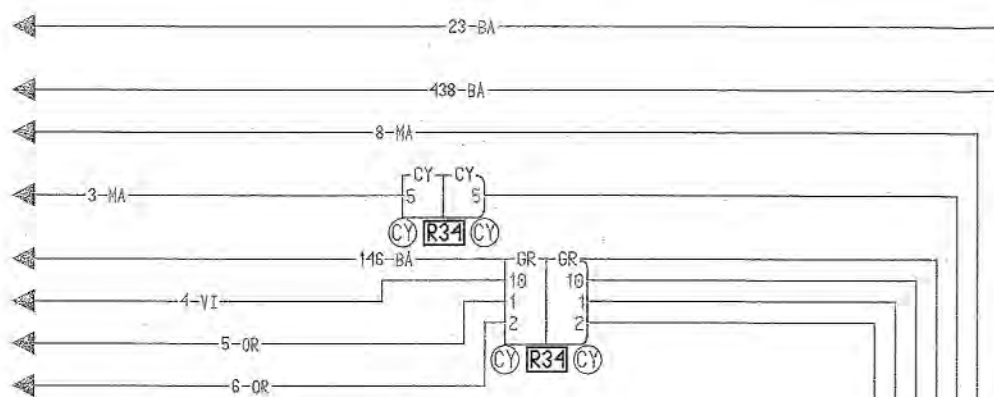 23-BA
438-BA
8-MA
CY CY
3-MA 5 5
CY R34 CY
146-BA GR GR
10 10
4-VI 1 1
2 2
5-OR
CY R34 CY
6-OR